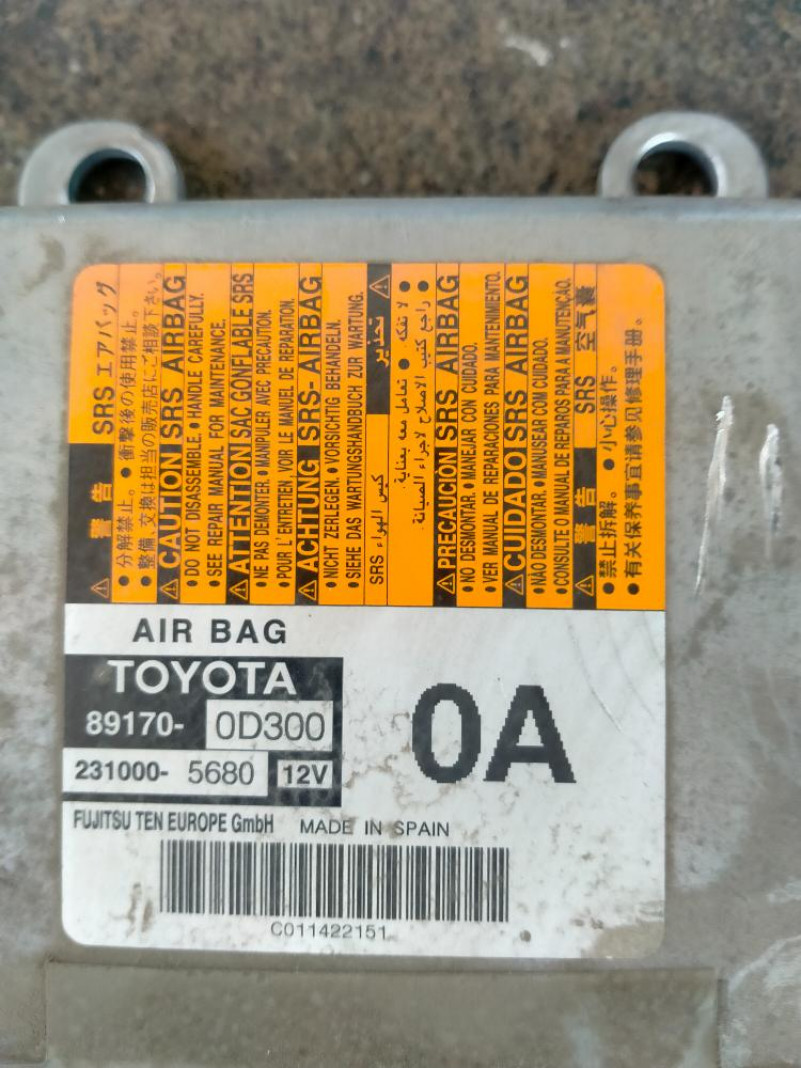 SRS エアバッグ
警告
• 分解禁止。 • 衝撃後の使用禁止。
• 整備、交換は担当の販売店にご相談下さい。
CAUTION SRS AIRBAG
• DO NOT DISASSEMBLE. • HANDLE CAREFULLY.
• SEE REPAIR MANUAL FOR MAINTENANCE.
ATTENTION SAC GONFLABLE SRS
• NE PAS DEMONTER. • MANIPULER AVEC PRECAUTION.
• POUR L'ENTRETIEN, VOIR LE MANUEL DE REPARATION.
ACHTUNG SRS-AIRBAG
• NICHT ZERLEGEN. • VORSICHTIG BEHANDELN.
• SIEHE DAS WARTUNGSHANDBUCH ZUR WARTUNG.
تحذير
كيس الهواء SRS
• لا تفكه • تعامل معه بعناية.
• راجع كتيب الاصلاح لاجراء الصيانة
PRECAUCIÓN SRS AIRBAG
• NO DESMONTAR. • MANEJAR CON CUIDADO.
• VER MANUAL DE REPARACIONES PARA MANTENIMIENTO.
CUIDADO SRS AIRBAG
• NAO DESMONTAR. • MANUSEAR COM CUIDADO.
• CONSULTE O MANUAL DE REPAROS PARA A MANUTENCAO.
警告 SRS 空气囊
• 禁止拆解。 • 小心操作。
• 有关保养事宜请参见修理手册.
AIR BAG
TOYOTA
89170- 0D300
0A
231000- 5680 12V
FUJITSU TEN EUROPE GmbH MADE IN SPAIN
C011422151